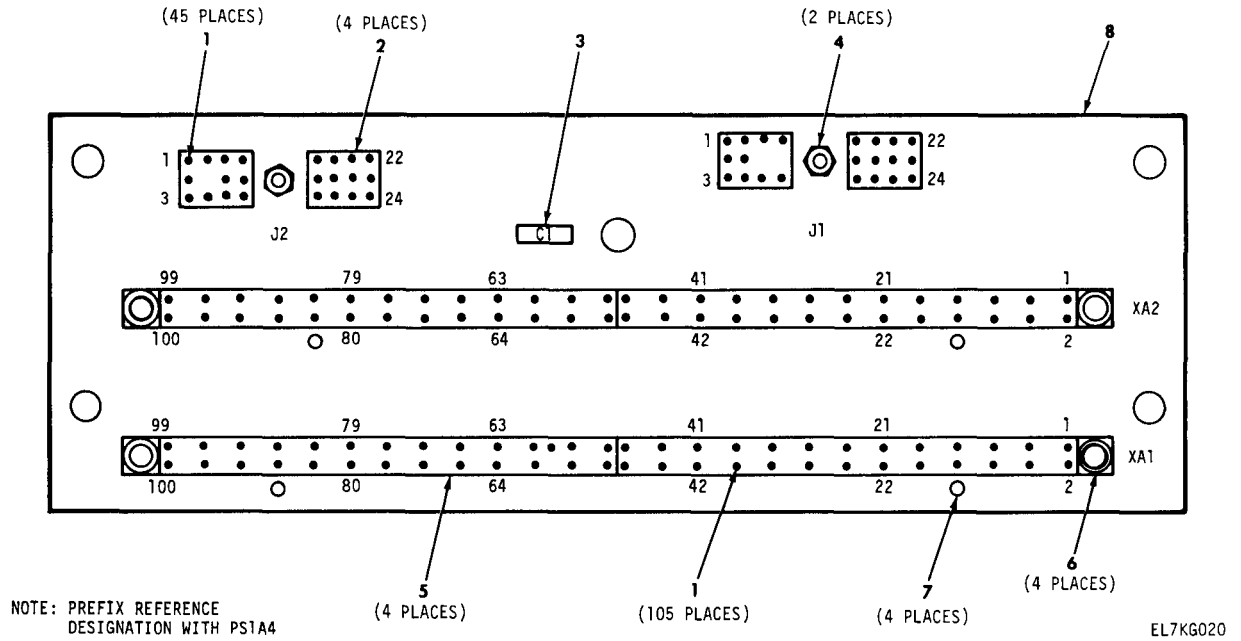 (45 PLACES)
1
(4 PLACES)
2
3
(2 PLACES)
4
8
1 22
3 24
J2
1 22
3 24
J1
C1
99 79 63 41 21 1
XA2
100 80 64 42 22 2
99 79 63 41 21 1
XA1
100 80 64 42 22 2
5
(4 PLACES)
1
(105 PLACES)
7
(4 PLACES)
6
(4 PLACES)
NOTE: PREFIX REFERENCE
DESIGNATION WITH PS1A4
EL7KG020